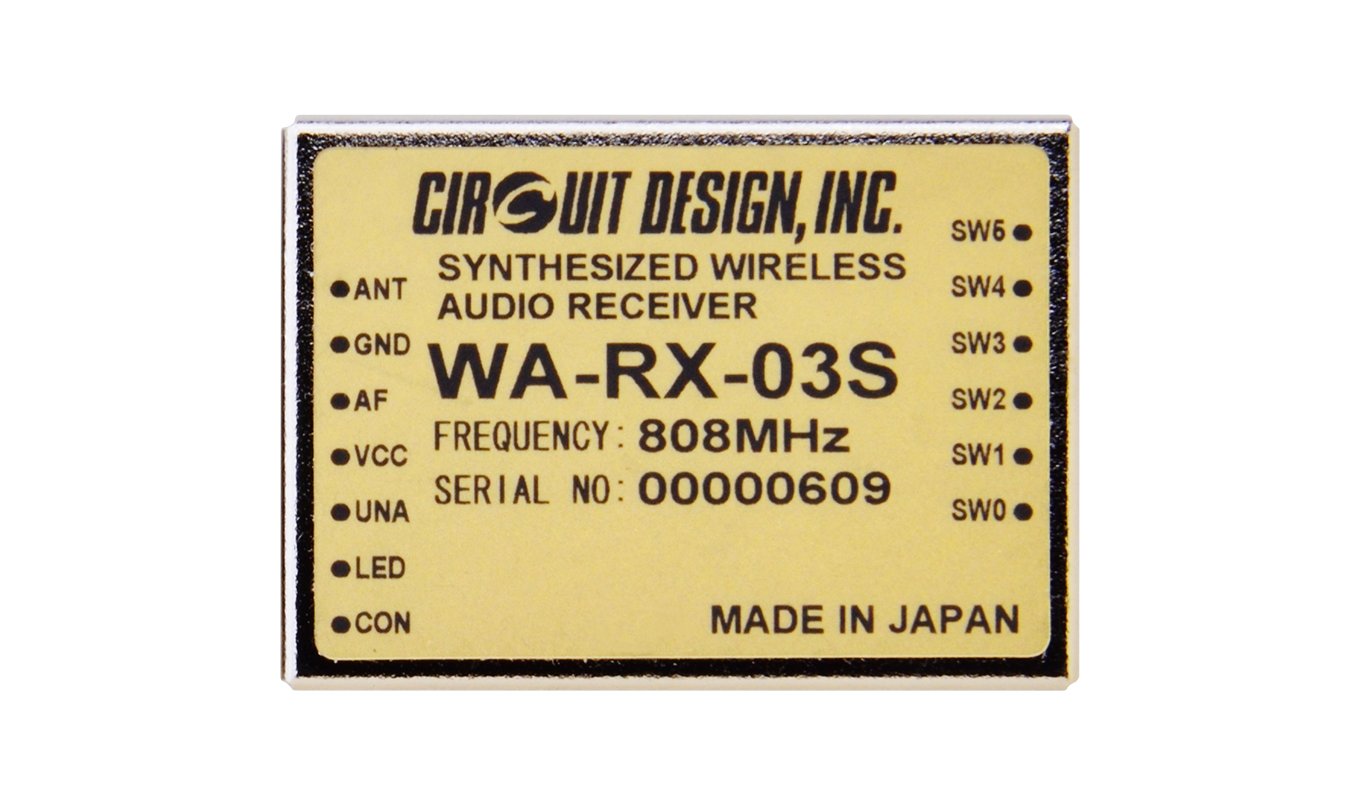 CIRCUIT DESIGN, INC.
SW5
SYNTHESIZED WIRELESS
ANT
SW4
AUDIO RECEIVER
GND
WA-RX-03S
SW3
AF
SW2
FREQUENCY: 808MHz
VCC
SW1
SERIAL NO: 00000609
UNA
SW0
LED
CON
MADE IN JAPAN